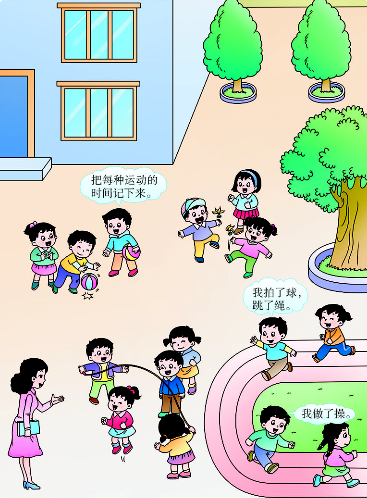 把每种运动的
时间记下来。
我拍了球，
跳了绳。
我做了操。